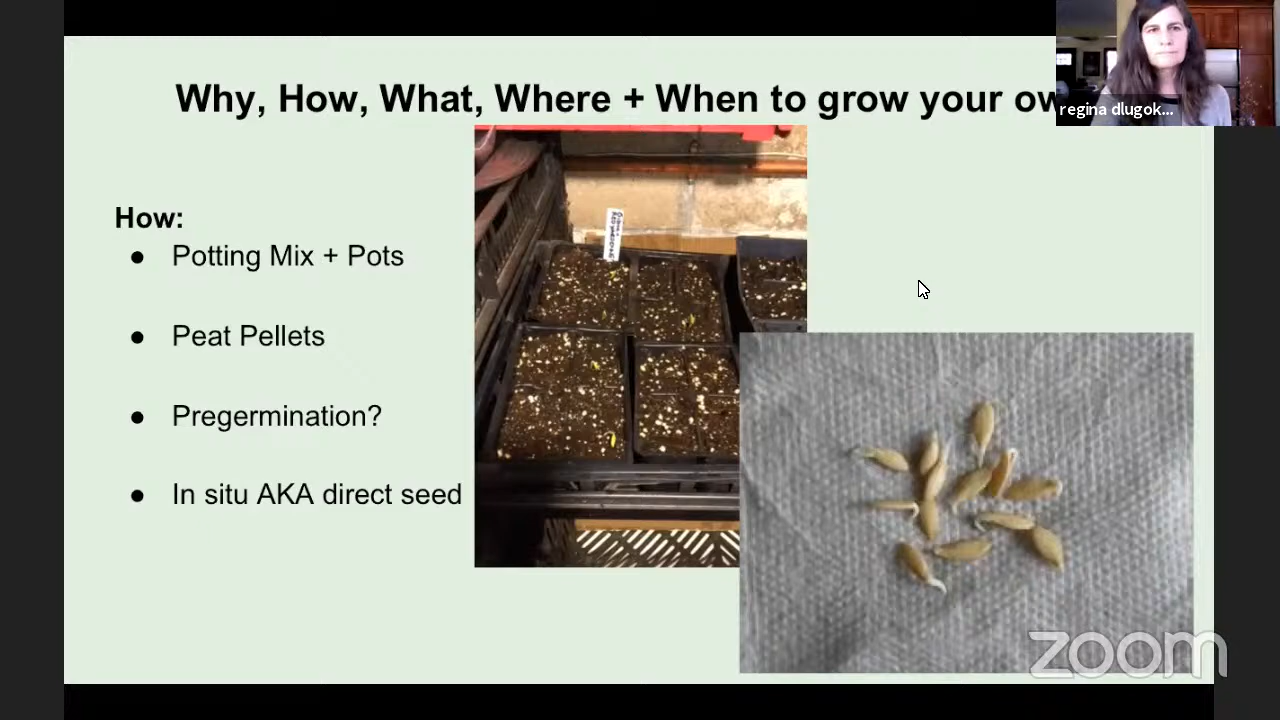 Why, How, What, Where + When to grow your ow
regina dlugok...
How:
● Potting Mix + Pots
● Peat Pellets
● Pregermination?
● In situ AKA direct seed
zoom